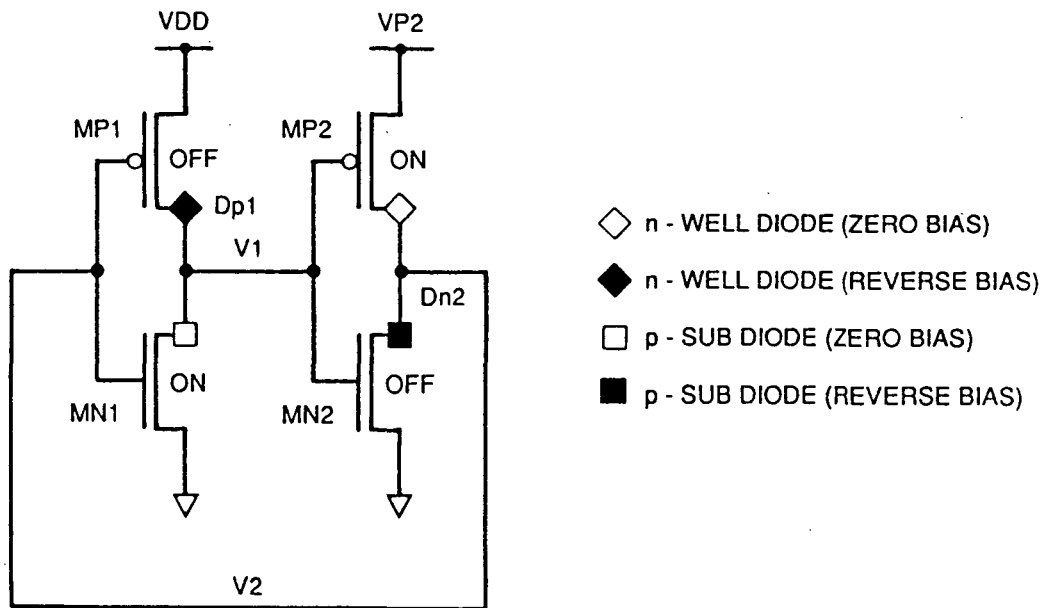 VDD
VP2
MP1
OFF
MP2
ON
Dp1
V1
Dn2
ON
MN1
OFF
MN2
V2
n - WELL DIODE (ZERO BIAS)
n - WELL DIODE (REVERSE BIAS)
p - SUB DIODE (ZERO BIAS)
p - SUB DIODE (REVERSE BIAS)